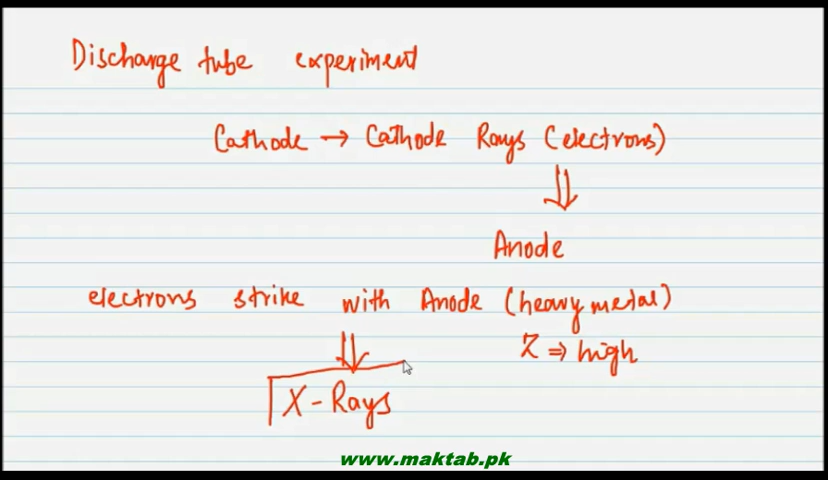 Discharge tube experiment
Cathode → Cathode Rays (electrons)
⇓
Anode
electrons strike with Anode (heavy metal)
⇓ Z ⇒ high
X-Rays
www.maktab.pk